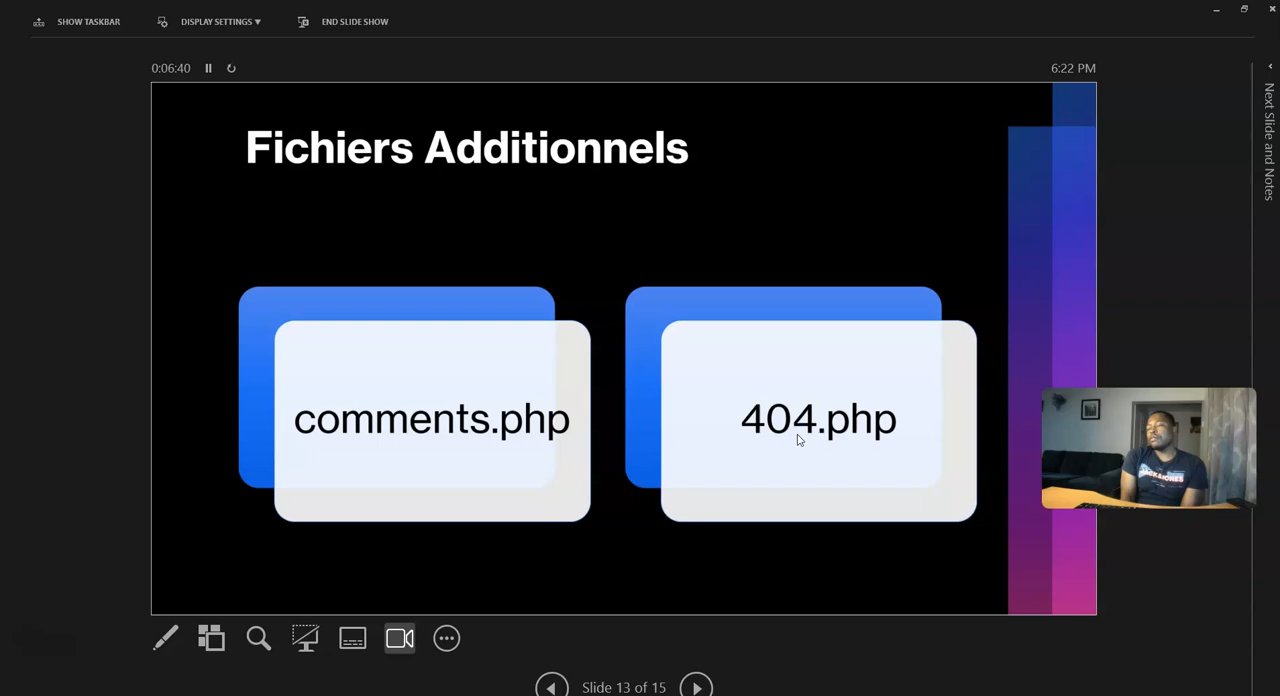 SHOW TASKBAR
DISPLAY SETTINGS ▼
END SLIDE SHOW
0:06:40
6:22 PM
Next Slide and Notes
Fichiers Additionnels
comments.php
404.php
Slide 13 of 15